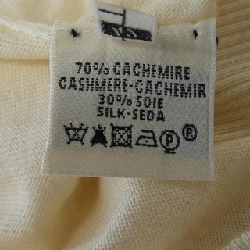 70% CACHEMIRE
CASHMERE-CACHEMIR
30% SOIE
SILK-SEDA
P